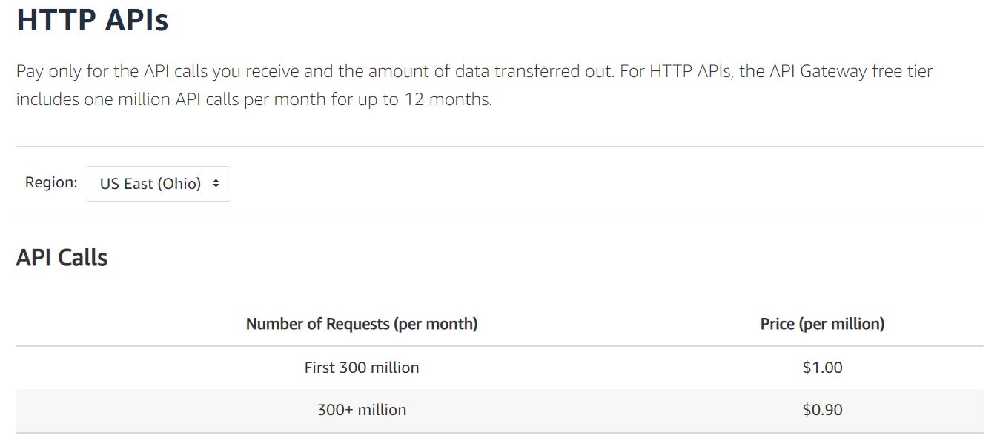 HTTP APIs
Pay only for the API calls you receive and the amount of data transferred out. For HTTP APIs, the API Gateway free tier
includes one million API calls per month for up to 12 months.
Region: US East (Ohio)
API Calls
Number of Requests (per month) Price (per million)
First 300 million $1.00
300+ million $0.90